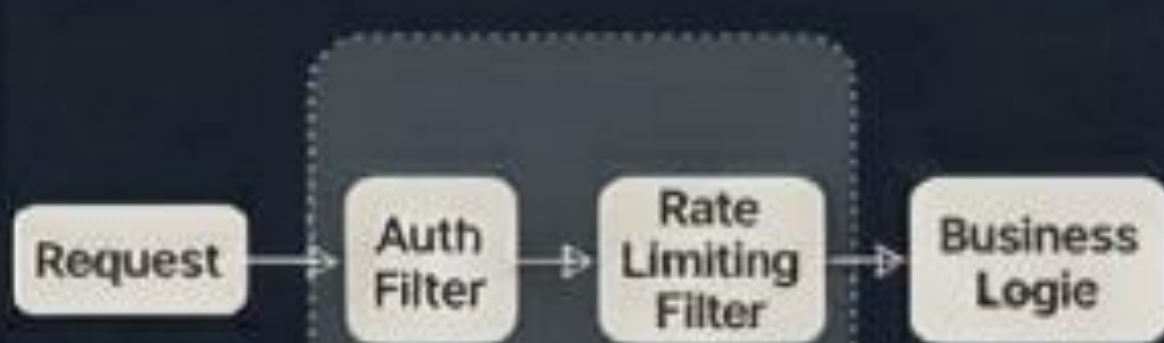 Request
Auth
Filter
Rate
Limiting
Filter
Business
Logie